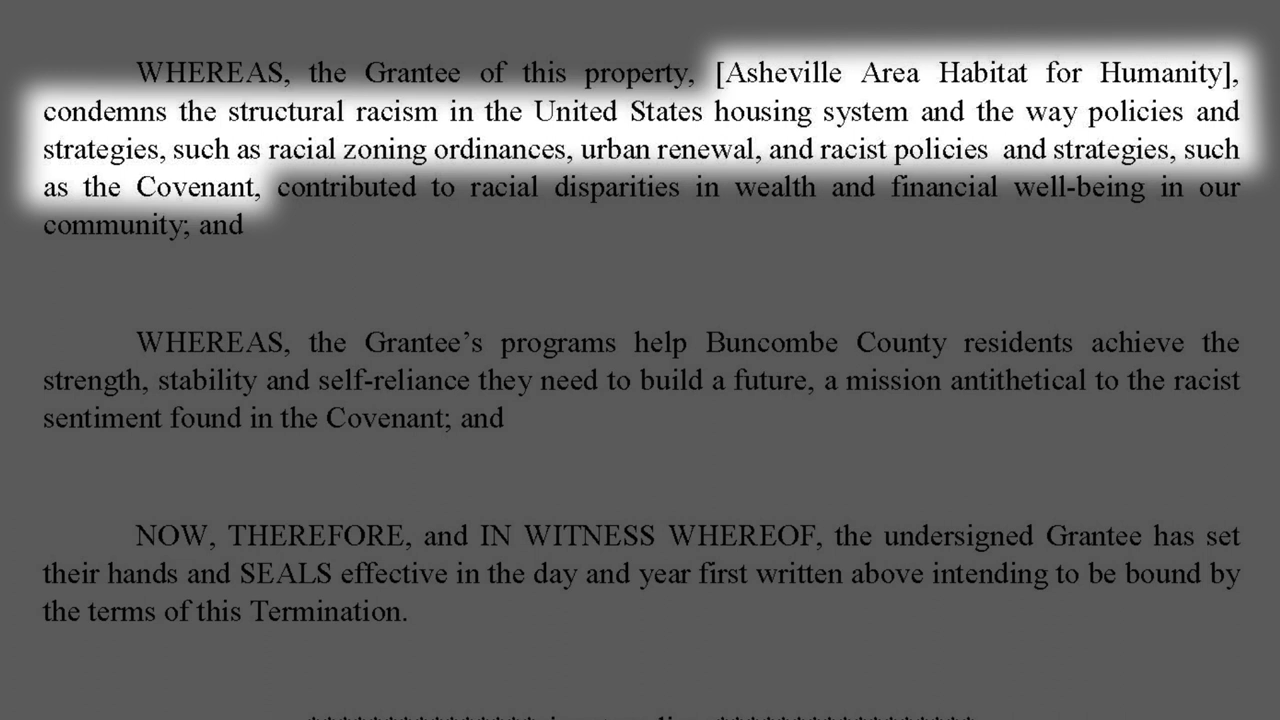 WHEREAS, the Grantee of this property, [Asheville Area Habitat for Humanity],
condemns the structural racism in the United States housing system and the way policies and
strategies, such as racial zoning ordinances, urban renewal, and racist policies and strategies, such
as the Covenant, contributed to racial disparities in wealth and financial well-being in our
community; and
WHEREAS, the Grantee’s programs help Buncombe County residents achieve the
strength, stability and self-reliance they need to build a future, a mission antithetical to the racist
sentiment found in the Covenant; and
NOW, THEREFORE, and IN WITNESS WHEREOF, the undersigned Grantee has set
their hands and SEALS effective in the day and year first written above intending to be bound by
the terms of this Termination.